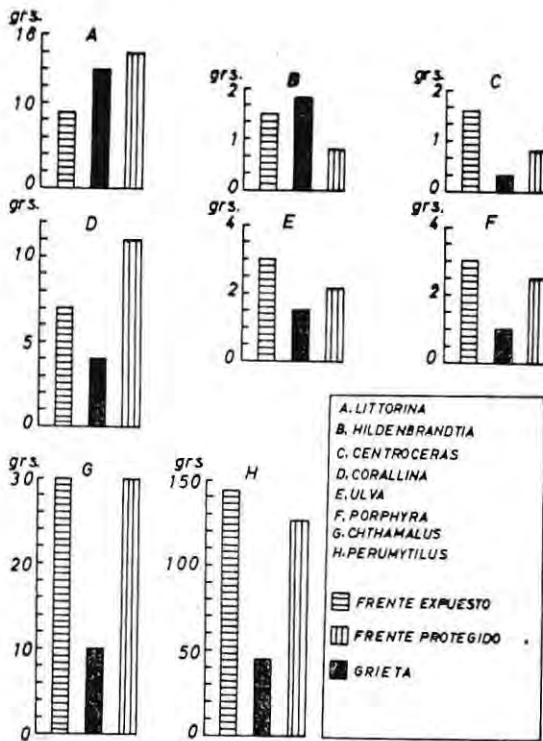 grs.
A
18
10
0
grs.
B
2
1
0
grs.
C
2
1
0
grs.
D
10
5
0
grs.
E
4
2
0
grs.
F
4
2
0
grs.
G
30
20
10
0
grs.
H
150
100
50
0
A. LITTORINA
B. HILDENBRANDTIA
C. CENTROCERAS
D. CORALLINA
E. ULVA
F. PORPHYRA
G. CHTHAMALUS
H. PERUMYTILUS
FRENTE EXPUESTO
FRENTE PROTEGIDO
GRIETA